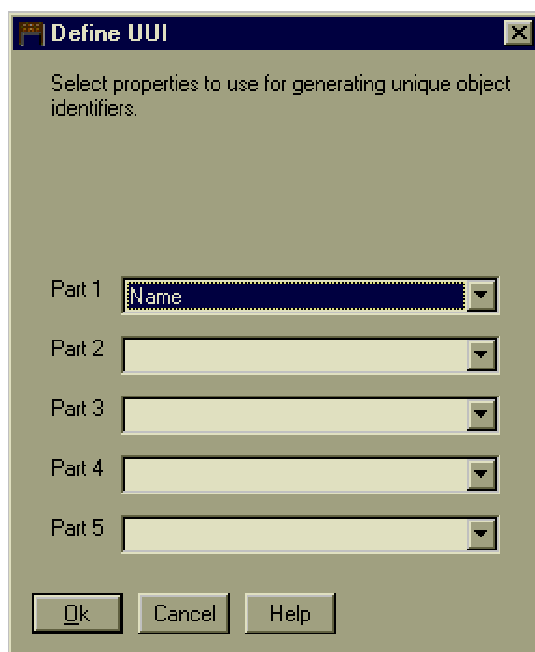 Define UUI
Select properties to use for generating unique object
identifiers.
Part 1 Name
Part 2
Part 3
Part 4
Part 5
Ok Cancel Help